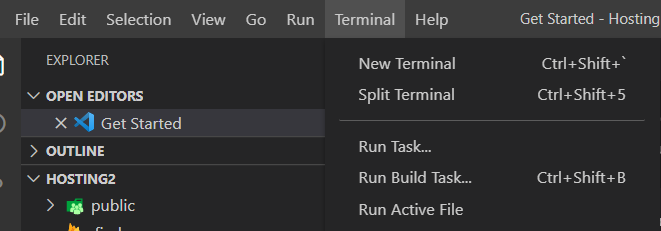 File Edit Selection View Go Run Terminal Help Get Started - Hosting
EXPLORER
OPEN EDITORS
Get Started
OUTLINE
HOSTING2
public
New Terminal Ctrl+Shift+`
Split Terminal Ctrl+Shift+5
Run Task...
Run Build Task... Ctrl+Shift+B
Run Active File